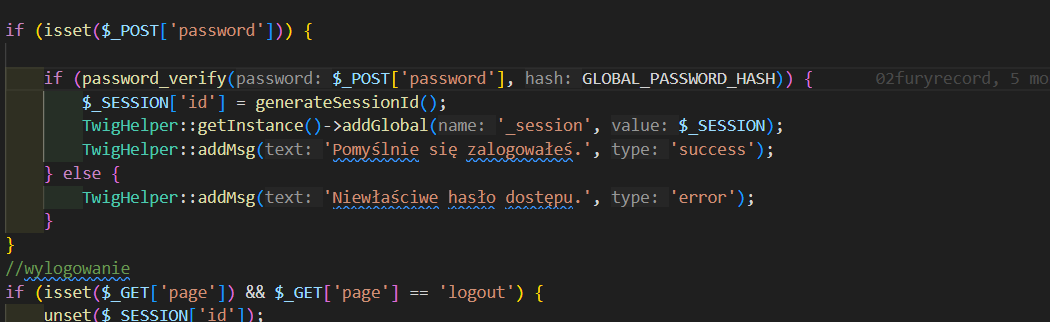 if (isset($_POST['password'])) {
if (password_verify(password: $_POST['password'], hash: GLOBAL_PASSWORD_HASH)) { 02furyrecord, 5 mo
$_SESSION['id'] = generateSessionId();
TwigHelper::getInstance()->addGlobal(name: '_session', value: $_SESSION);
TwigHelper::addMsg(text: 'Pomyślnie się zalogowałeś.', type: 'success');
} else {
TwigHelper::addMsg(text: 'Niewłaściwe hasło dostępu.', type: 'error');
}
}
//wylogowanie
if (isset($_GET['page']) && $_GET['page'] == 'logout') {
unset($_SESSION['id']);